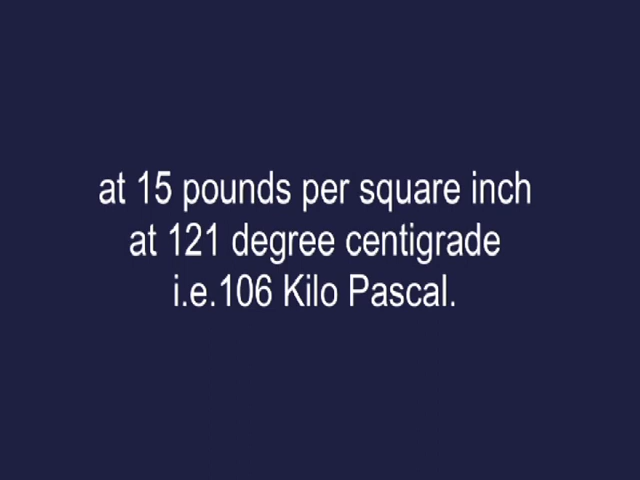 at 15 pounds per square inch
at 121 degree centigrade
i.e.106 Kilo Pascal.